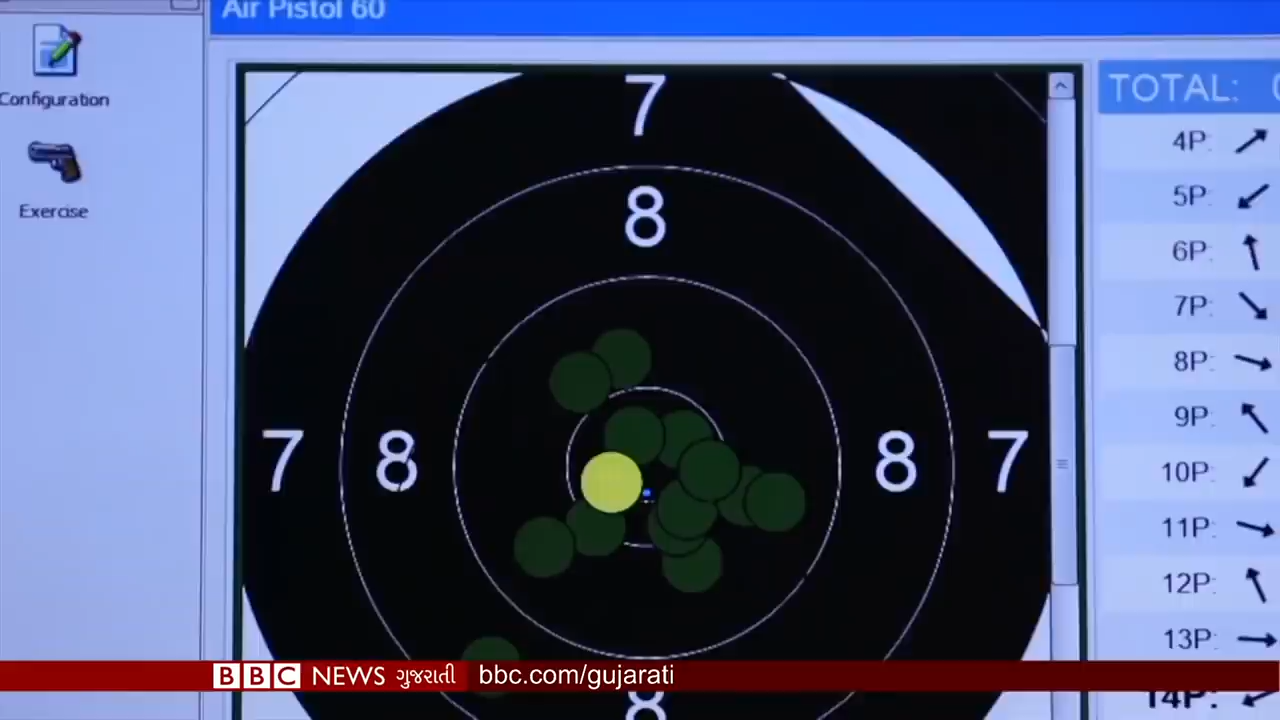 Air Pistol 60
Configuration
Exercise
TOTAL:
7
8
7 8 8 7
8
4P:
5P:
6P:
7P:
8P:
9P:
10P:
11P:
12P:
13P:
14P:
BBC NEWS ગુજરાતી bbc.com/gujarati